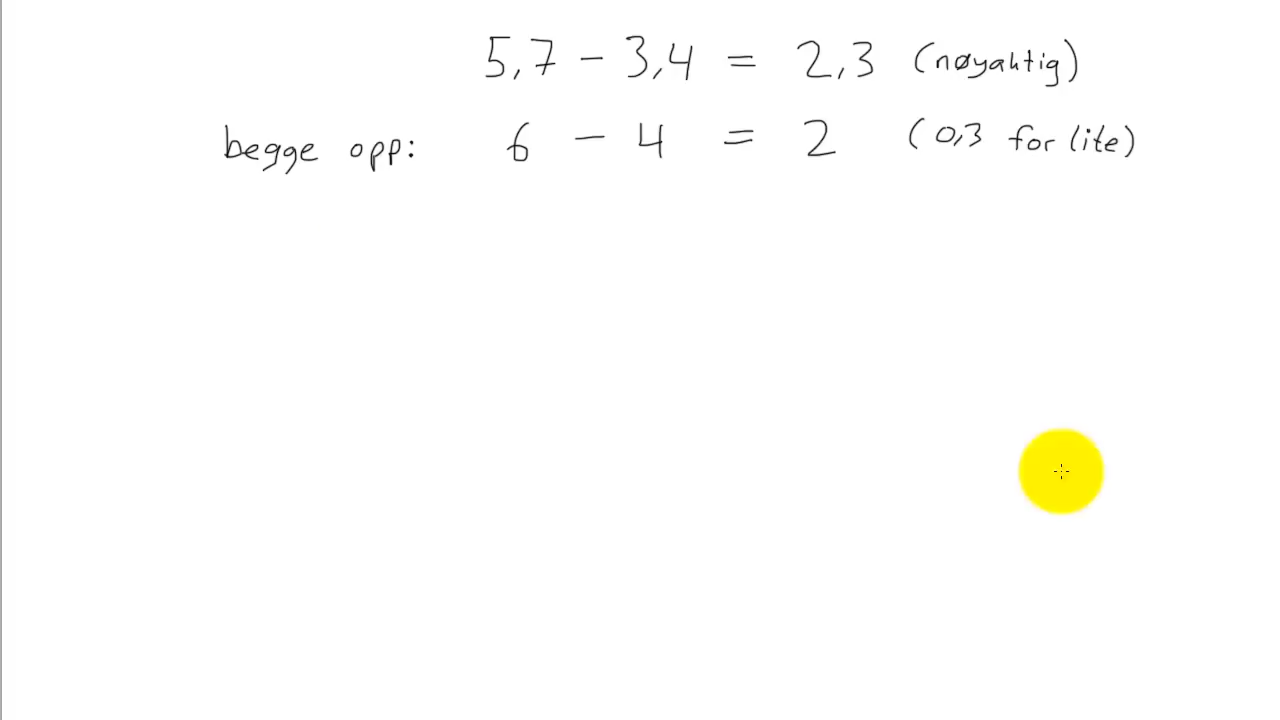 5,7 - 3,4 = 2,3 (nøyaktig)
begge opp: 6 - 4 = 2 (0,3 for lite)